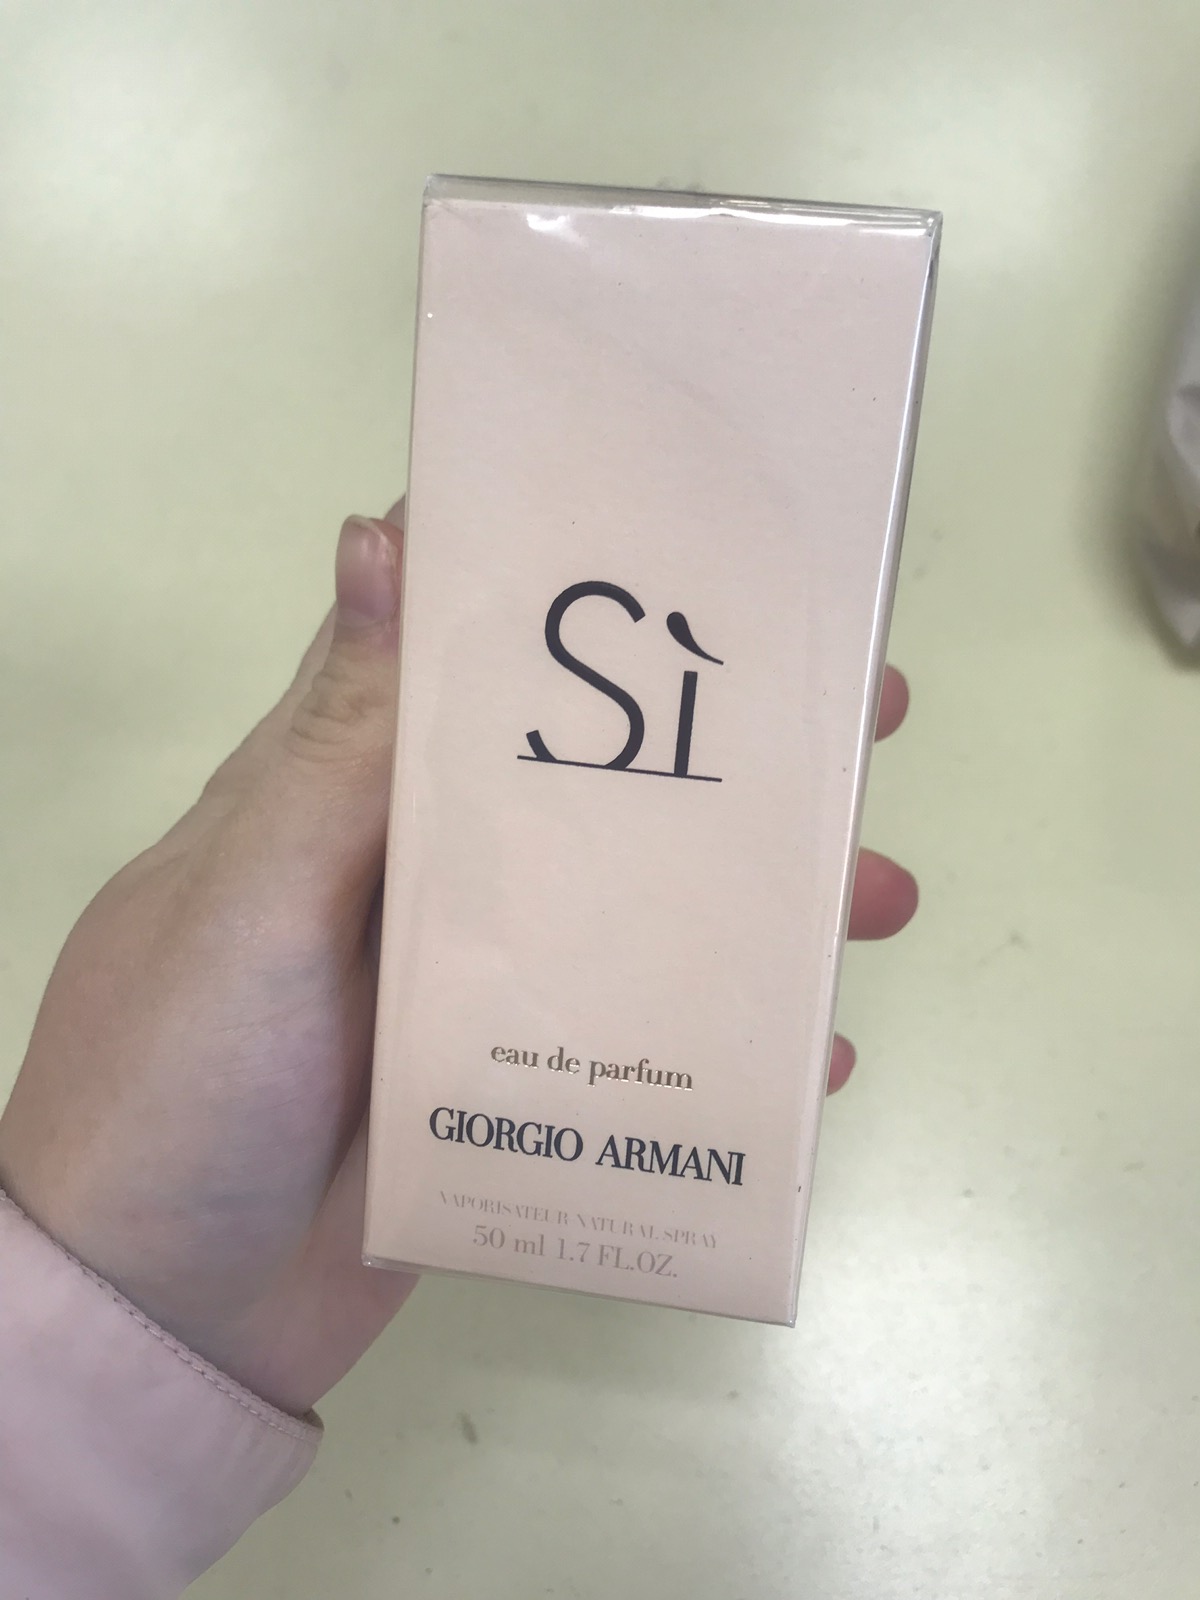 Sì
eau de parfum
GIORGIO ARMANI
VAPORISATEUR NATURAL SPRAY
50 ml 1.7 FL.OZ.